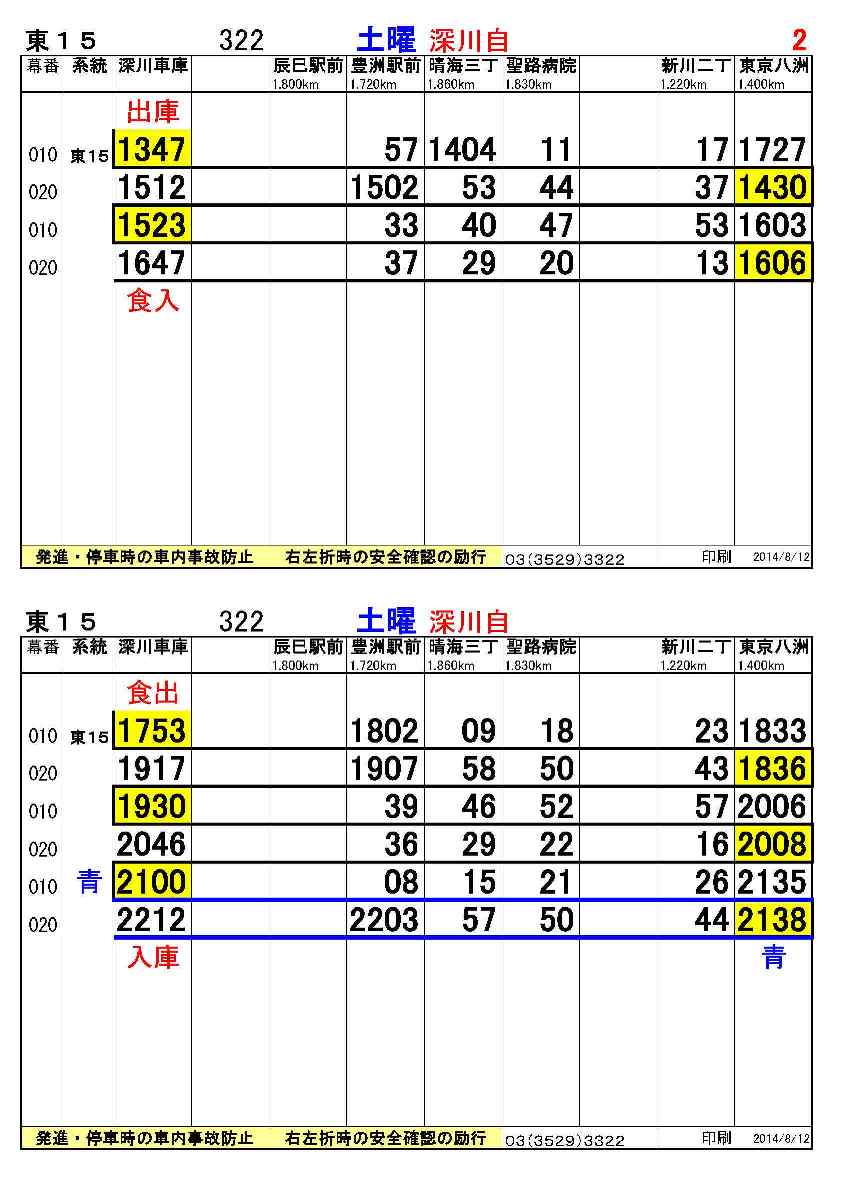 東１５ 322 土曜 深川自 2
幕番 系統 深川車庫 辰巳駅前 豊洲駅前 晴海三丁 聖路病院 新川二丁 東京八洲
1.800km 1.720km 1.860km 1.830km 1.220km 1.400km
出庫
010 東15 1347 57 1404 11 17 1727
020 1512 1502 53 44 37 1430
010 1523 33 40 47 53 1603
020 1647 37 29 20 13 1606
食入
発進・停車時の車内事故防止 右左折時の安全確認の励行 03(3529)3322 印刷 2014/8/12
東１５ 322 土曜 深川自
幕番 系統 深川車庫 辰巳駅前 豊洲駅前 晴海三丁 聖路病院 新川二丁 東京八洲
1.800km 1.720km 1.860km 1.830km 1.220km 1.400km
食出
010 東15 1753 1802 09 18 23 1833
020 1917 1907 58 50 43 1836
010 1930 39 46 52 57 2006
020 2046 36 29 22 16 2008
010 青 2100 08 15 21 26 2135
020 2212 2203 57 50 44 2138
入庫 青
発進・停車時の車内事故防止 右左折時の安全確認の励行 03(3529)3322 印刷 2014/8/12